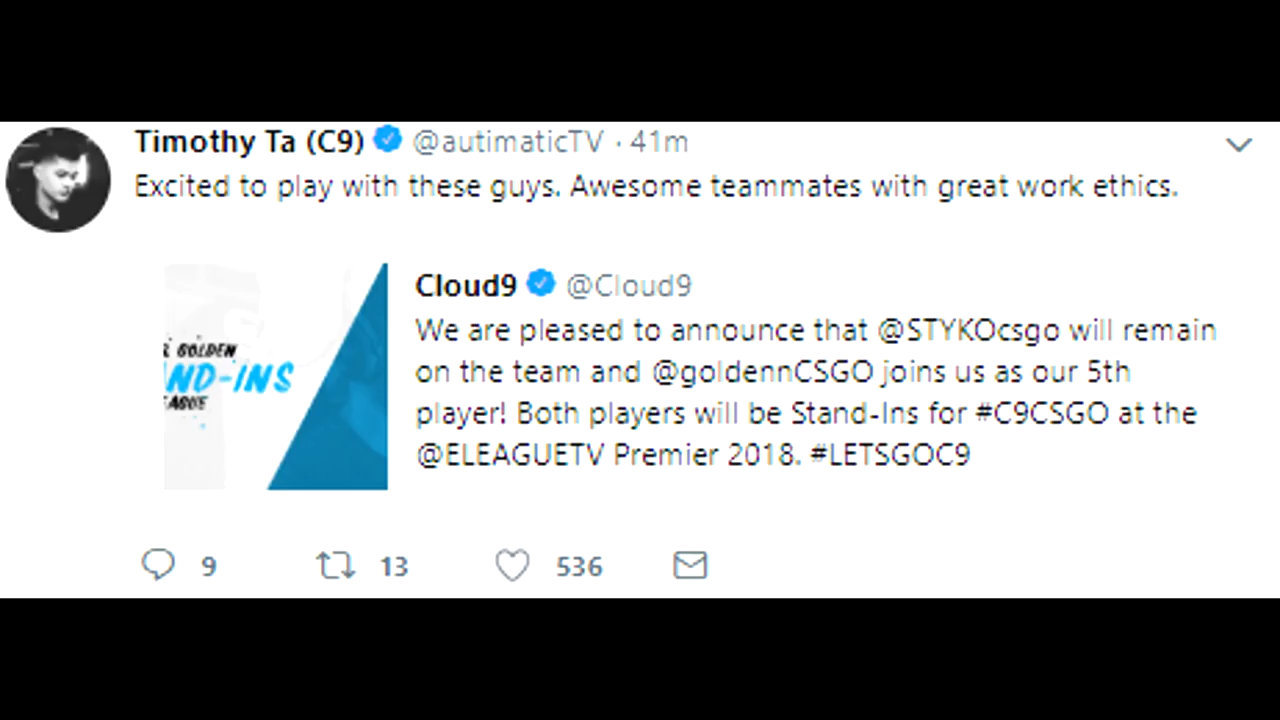 Timothy Ta (C9) @autimaticTV · 41m
Excited to play with these guys. Awesome teammates with great work ethics.
Cloud9 @Cloud9
We are pleased to announce that @STYKOcsgo will remain
on the team and @goldennCSGO joins us as our 5th
player! Both players will be Stand-Ins for #C9CSGO at the
@ELEAGUETV Premier 2018. #LETSGOC9
GOLDEN
ND-INS
AGUE
9 13 536